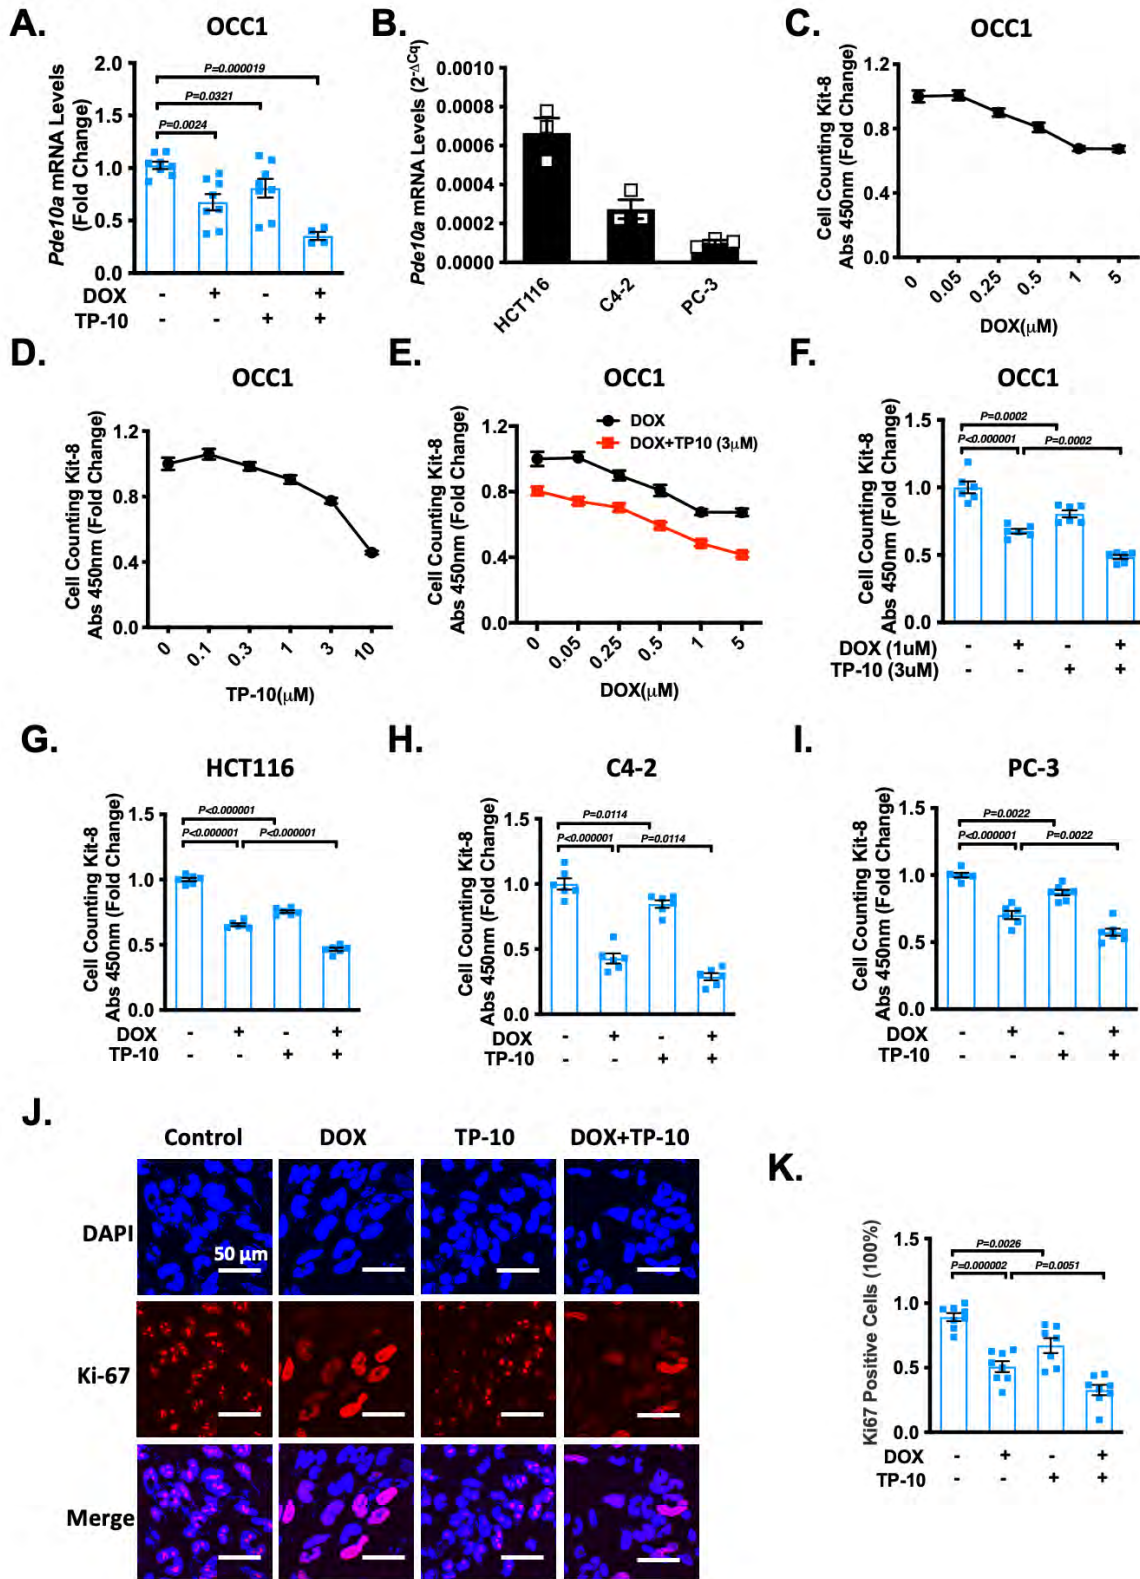 A.
OCC1
Pde10a mRNA Levels
(Fold Change)
2.0
1.5
1.0
0.5
0.0
P=0.000019
P=0.0321
P=0.0024
DOX - + - +
TP-10 - - + +
B.
Pde10a mRNA Levels (2-ΔCq)
0.0010
0.0008
0.0006
0.0004
0.0002
0.0000
HCT116
C4-2
PC-3
C.
OCC1
Cell Counting Kit-8
Abs 450nm (Fold Change)
1.2
0.8
0.4
0.0
0 0.05 0.25 0.5 1 5
DOX(μM)
D.
OCC1
Cell Counting Kit-8
Abs 450nm (Fold Change)
1.2
0.8
0.4
0.0
0 0.1 0.3 1 3 10
TP-10(μM)
E.
OCC1
Cell Counting Kit-8
Abs 450nm (Fold Change)
1.2
0.8
0.4
0.0
DOX
DOX+TP10 (3μM)
0 0.05 0.25 0.5 1 5
DOX(μM)
F.
OCC1
Cell Counting Kit-8
Abs 450nm (Fold Change)
1.5
1.0
0.5
0.0
P=0.0002
P<0.000001 P=0.0002
DOX (1uM) - + - +
TP-10 (3uM) - - + +
G.
HCT116
Cell Counting Kit-8
Abs 450nm (Fold Change)
1.5
1.0
0.5
0.0
P<0.000001
P<0.000001 P<0.000001
DOX - + - +
TP-10 - - + +
H.
C4-2
Cell Counting Kit-8
Abs 450nm (Fold Change)
1.5
1.0
0.5
0.0
P=0.0114
P<0.000001 P=0.0114
DOX - + - +
TP-10 - - + +
I.
PC-3
Cell Counting Kit-8
Abs 450nm (Fold Change)
1.5
1.0
0.5
0.0
P=0.0022
P<0.000001 P=0.0022
DOX - + - +
TP-10 - - + +
J.
Control DOX TP-10 DOX+TP-10
DAPI
50 μm
Ki-67
Merge
K.
Ki67 Positive Cells (100%)
1.5
1.0
0.5
0.0
P=0.0026
P=0.000002 P=0.0051
DOX - + - +
TP-10 - - + +